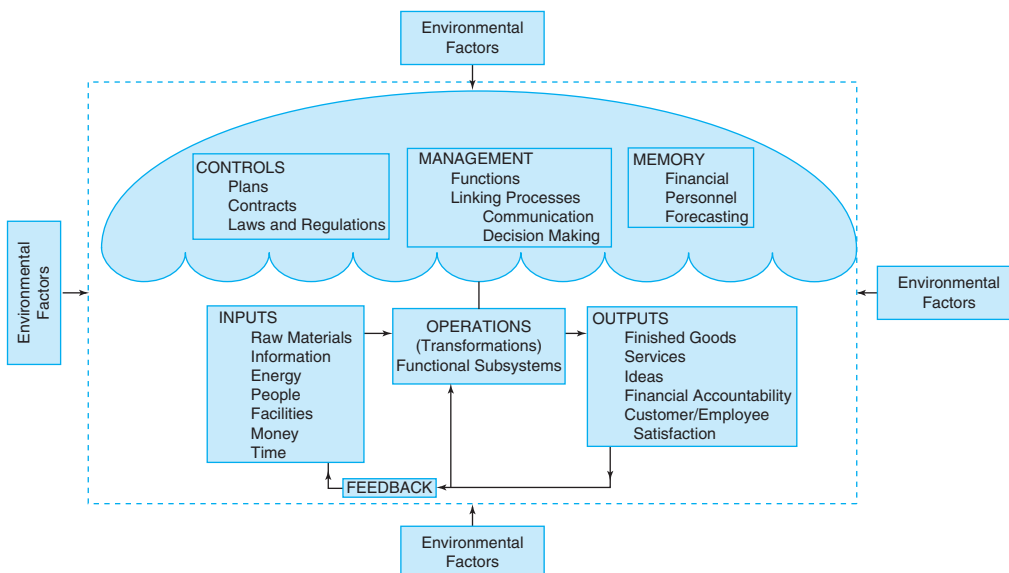 Environmental
Factors
CONTROLS
Plans
Contracts
Laws and Regulations
MANAGEMENT
Functions
Linking Processes
Communication
Decision Making
MEMORY
Financial
Personnel
Forecasting
Environmental
Factors
Environmental
Factors
INPUTS
Raw Materials
Information
Energy
People
Facilities
Money
Time
OPERATIONS
(Transformations)
Functional Subsystems
OUTPUTS
Finished Goods
Services
Ideas
Financial Accountability
Customer/Employee
Satisfaction
FEEDBACK
Environmental
Factors